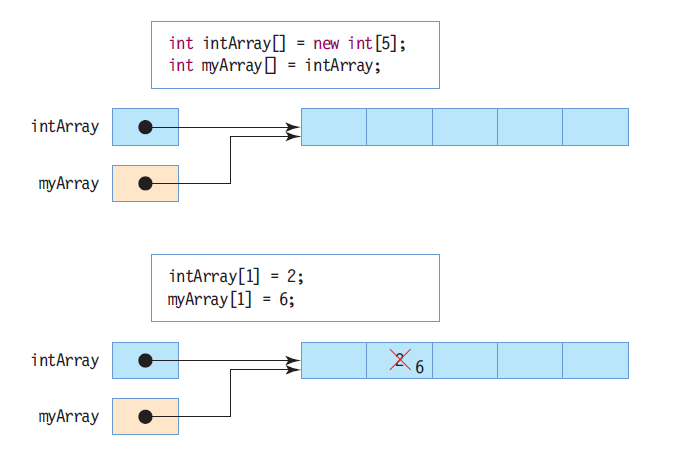 int intArray[] = new int[5];
int myArray[] = intArray;
intArray
myArray
intArray[1] = 2;
myArray[1] = 6;
intArray
2 6
myArray